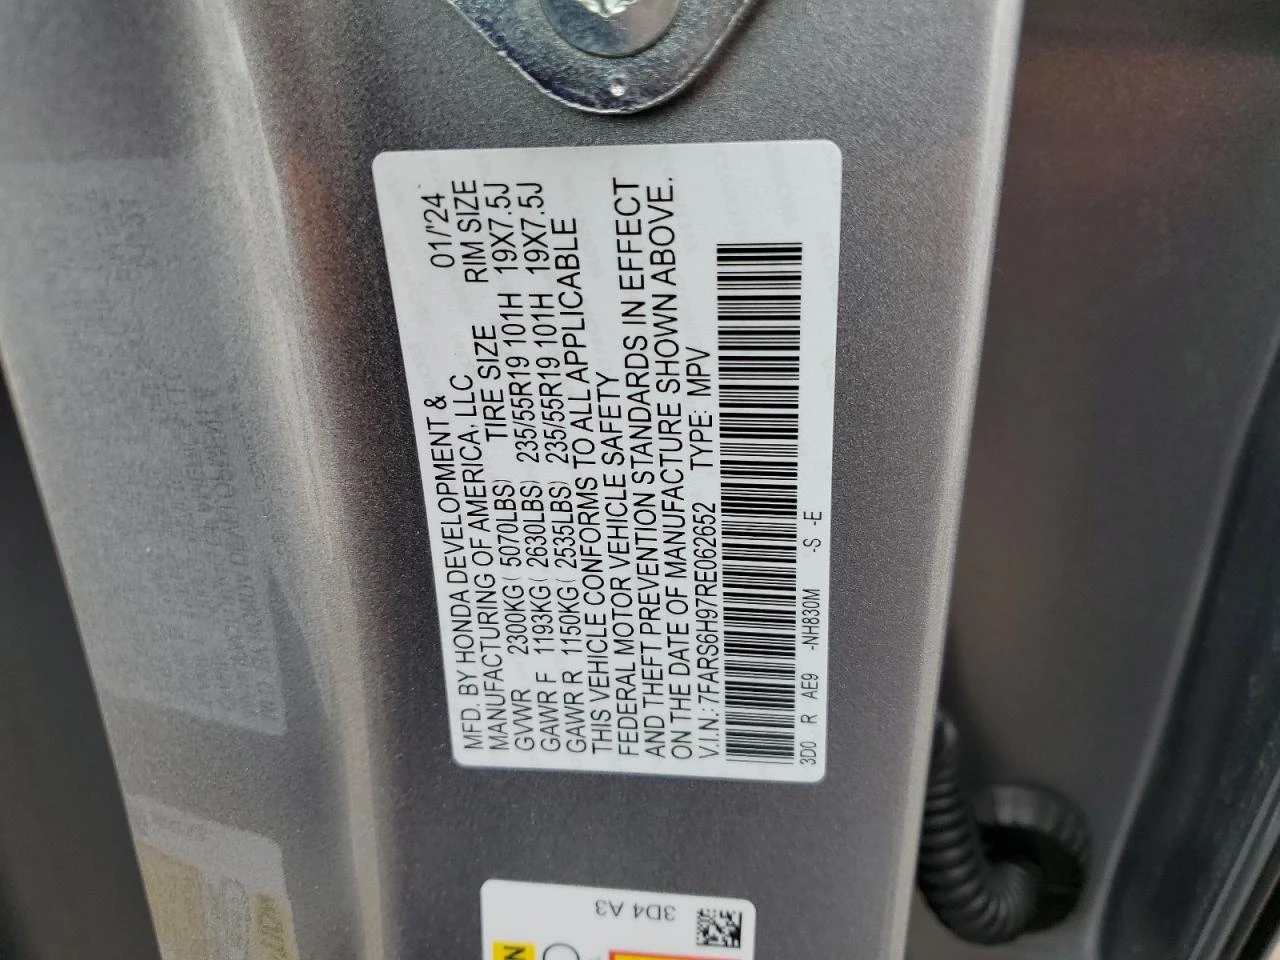 MFD. BY HONDA DEVELOPMENT & 01/'24
MANUFACTURING OF AMERICA, LLC
TIRE SIZE RIM SIZE
GVWR 2300KG( 5070LBS) 235/55R19 101H 19X7.5J
GAWR F 1193KG( 2630LBS) 235/55R19 101H 19X7.5J
GAWR R 1150KG( 2535LBS)
THIS VEHICLE CONFORMS TO ALL APPLICABLE
FEDERAL MOTOR VEHICLE SAFETY
AND THEFT PREVENTION STANDARDS IN EFFECT
ON THE DATE OF MANUFACTURE SHOWN ABOVE.
V.I.N.: 7FARS6H97RE062652 TYPE: MPV
3D0 R AE9 -NH830M -S -E
3D4 A3